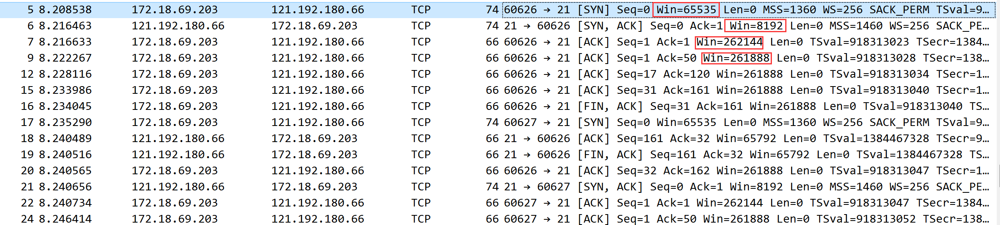 5 8.208538 172.18.69.203 121.192.180.66 TCP 74 60626 → 21 [SYN] Seq=0 Win=65535 Len=0 MSS=1360 WS=256 SACK_PERM TSval=9…
6 8.216463 121.192.180.66 172.18.69.203 TCP 74 21 → 60626 [SYN, ACK] Seq=0 Ack=1 Win=8192 Len=0 MSS=1460 WS=256 SACK_PE…
7 8.216633 172.18.69.203 121.192.180.66 TCP 66 60626 → 21 [ACK] Seq=1 Ack=1 Win=262144 Len=0 TSval=918313023 TSecr=1384…
9 8.222267 172.18.69.203 121.192.180.66 TCP 66 60626 → 21 [ACK] Seq=1 Ack=50 Win=261888 Len=0 TSval=918313028 TSecr=138…
12 8.228116 172.18.69.203 121.192.180.66 TCP 66 60626 → 21 [ACK] Seq=17 Ack=120 Win=261888 Len=0 TSval=918313034 TSecr=1…
15 8.233986 172.18.69.203 121.192.180.66 TCP 66 60626 → 21 [ACK] Seq=31 Ack=161 Win=261888 Len=0 TSval=918313040 TSecr=1…
16 8.234045 172.18.69.203 121.192.180.66 TCP 66 60626 → 21 [FIN, ACK] Seq=31 Ack=161 Win=261888 Len=0 TSval=918313040 TS…
17 8.235290 172.18.69.203 121.192.180.66 TCP 74 60627 → 21 [SYN] Seq=0 Win=65535 Len=0 MSS=1360 WS=256 SACK_PERM TSval=9…
18 8.240489 121.192.180.66 172.18.69.203 TCP 66 21 → 60626 [ACK] Seq=161 Ack=32 Win=65792 Len=0 TSval=1384467328 TSecr=9…
19 8.240516 121.192.180.66 172.18.69.203 TCP 66 21 → 60626 [FIN, ACK] Seq=161 Ack=32 Win=65792 Len=0 TSval=1384467328 TS…
20 8.240565 172.18.69.203 121.192.180.66 TCP 66 60626 → 21 [ACK] Seq=32 Ack=162 Win=261888 Len=0 TSval=918313047 TSecr=1…
21 8.240656 121.192.180.66 172.18.69.203 TCP 74 21 → 60627 [SYN, ACK] Seq=0 Ack=1 Win=8192 Len=0 MSS=1460 WS=256 SACK_PE…
22 8.240734 172.18.69.203 121.192.180.66 TCP 66 60627 → 21 [ACK] Seq=1 Ack=1 Win=262144 Len=0 TSval=918313047 TSecr=1384…
24 8.246414 172.18.69.203 121.192.180.66 TCP 66 60627 → 21 [ACK] Seq=1 Ack=50 Win=261888 Len=0 TSval=918313052 TSecr=138…